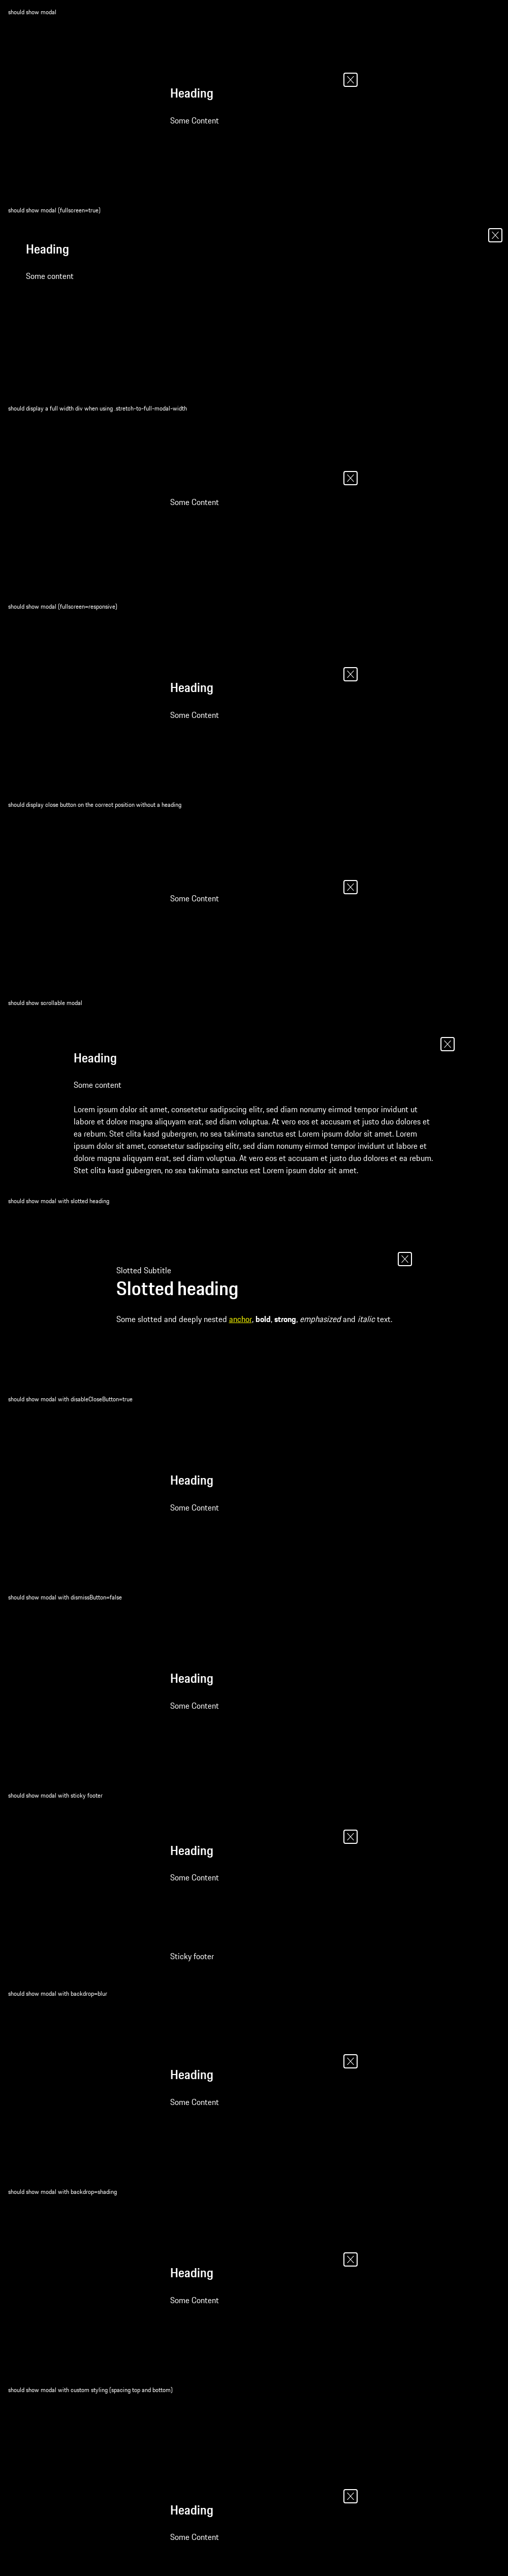 should show modal
Heading
Some Content
should show modal (fullscreen=true)
Heading
Some content
should display a full width div when using .stretch-to-full-modal-width
Some Content
should show modal (fullscreen=responsive)
Heading
Some Content
should display close button on the correct position without a heading
Some Content
should show scrollable modal
Heading
Some content
Lorem ipsum dolor sit amet, consetetur sadipscing elitr, sed diam nonumy eirmod tempor invidunt ut
labore et dolore magna aliquyam erat, sed diam voluptua. At vero eos et accusam et justo duo dolores et
ea rebum. Stet clita kasd gubergren, no sea takimata sanctus est Lorem ipsum dolor sit amet. Lorem
ipsum dolor sit amet, consetetur sadipscing elitr, sed diam nonumy eirmod tempor invidunt ut labore et
dolore magna aliquyam erat, sed diam voluptua. At vero eos et accusam et justo duo dolores et ea rebum.
Stet clita kasd gubergren, no sea takimata sanctus est Lorem ipsum dolor sit amet.
should show modal with slotted heading
Slotted Subtitle
Slotted heading
Some slotted and deeply nested anchor, bold, strong, emphasized and italic text.
should show modal with disableCloseButton=true
Heading
Some Content
should show modal with dismissButton=false
Heading
Some Content
should show modal with sticky footer
Heading
Some Content
Sticky footer
should show modal with backdrop=blur
Heading
Some Content
should show modal with backdrop=shading
Heading
Some Content
should show modal with custom styling (spacing top and bottom)
Heading
Some Content